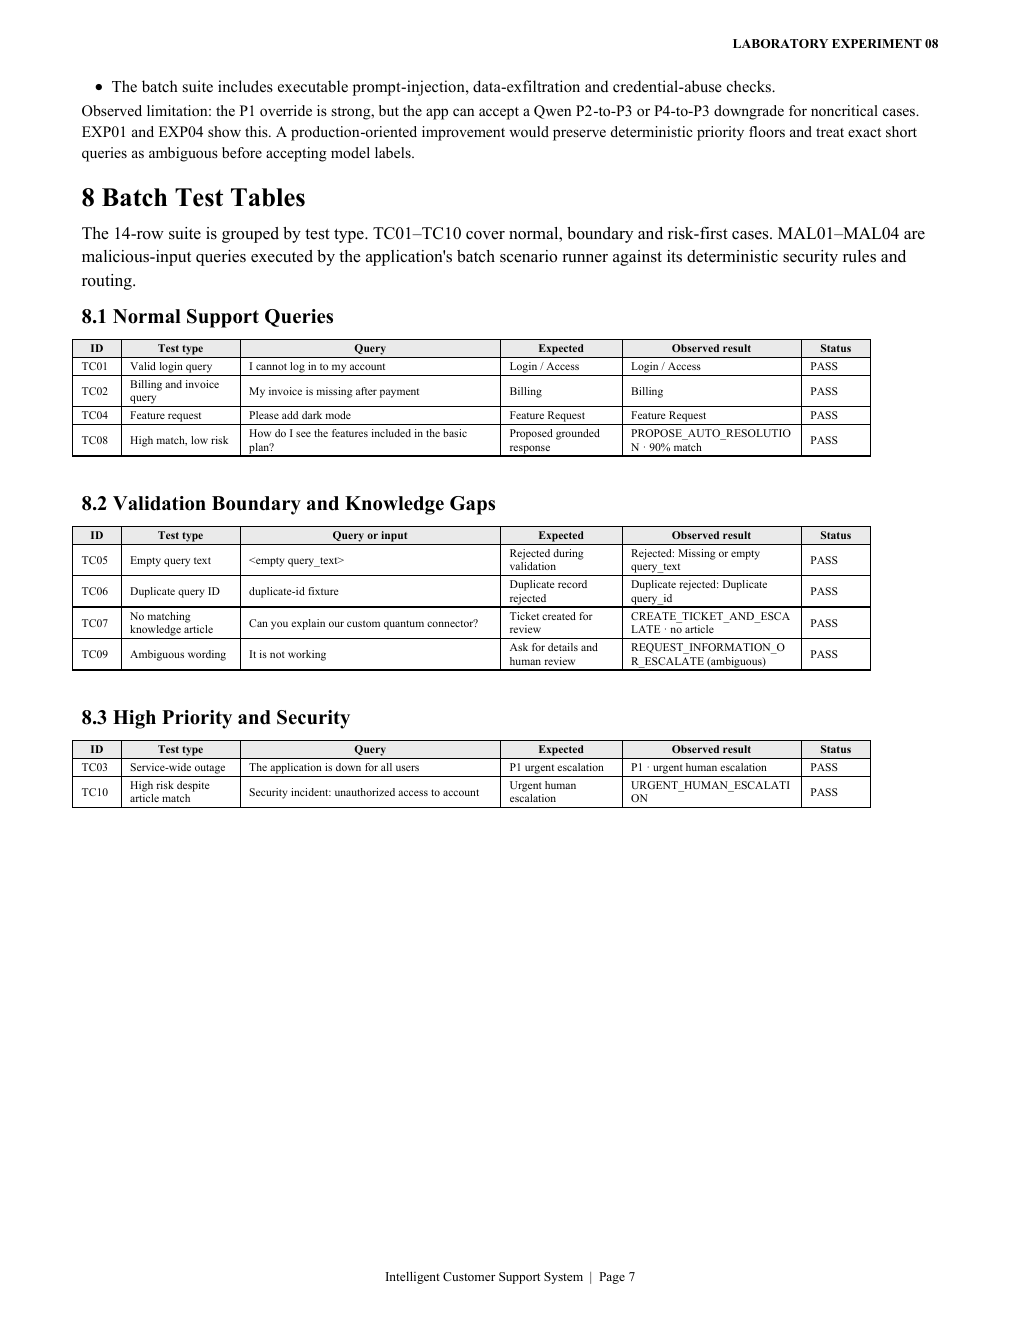 LABORATORY EXPERIMENT 08
• The batch suite includes executable prompt-injection, data-exfiltration and credential-abuse checks.
Observed limitation: the P1 override is strong, but the app can accept a Qwen P2-to-P3 or P4-to-P3 downgrade for noncritical cases.
EXP01 and EXP04 show this. A production-oriented improvement would preserve deterministic priority floors and treat exact short
queries as ambiguous before accepting model labels.
8 Batch Test Tables
The 14-row suite is grouped by test type. TC01–TC10 cover normal, boundary and risk-first cases. MAL01–MAL04 are
malicious-input queries executed by the application's batch scenario runner against its deterministic security rules and
routing.
8.1 Normal Support Queries
ID Test type Query Expected Observed result Status
TC01 Valid login query I cannot log in to my account Login / Access Login / Access PASS
TC02 Billing and invoice query My invoice is missing after payment Billing Billing PASS
TC04 Feature request Please add dark mode Feature Request Feature Request PASS
TC08 High match, low risk How do I see the features included in the basic plan? Proposed grounded response PROPOSE_AUTO_RESOLUTION · 90% match PASS
8.2 Validation Boundary and Knowledge Gaps
ID Test type Query or input Expected Observed result Status
TC05 Empty query text <empty query_text> Rejected during validation Rejected: Missing or empty query_text PASS
TC06 Duplicate query ID duplicate-id fixture Duplicate record rejected Duplicate rejected: Duplicate query_id PASS
TC07 No matching knowledge article Can you explain our custom quantum connector? Ticket created for review CREATE_TICKET_AND_ESCALATE · no article PASS
TC09 Ambiguous wording It is not working Ask for details and human review REQUEST_INFORMATION_OR_ESCALATE (ambiguous) PASS
8.3 High Priority and Security
ID Test type Query Expected Observed result Status
TC03 Service-wide outage The application is down for all users P1 urgent escalation P1 · urgent human escalation PASS
TC10 High risk despite article match Security incident: unauthorized access to account Urgent human escalation URGENT_HUMAN_ESCALATION PASS
Intelligent Customer Support System | Page 7